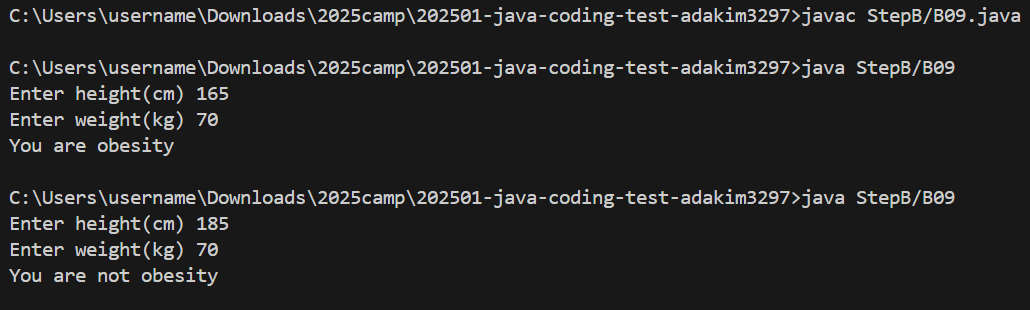 C:\Users\username\Downloads\2025camp\202501-java-coding-test-adakim3297>javac StepB/B09.java
C:\Users\username\Downloads\2025camp\202501-java-coding-test-adakim3297>java StepB/B09
Enter height(cm) 165
Enter weight(kg) 70
You are obesity
C:\Users\username\Downloads\2025camp\202501-java-coding-test-adakim3297>java StepB/B09
Enter height(cm) 185
Enter weight(kg) 70
You are not obesity